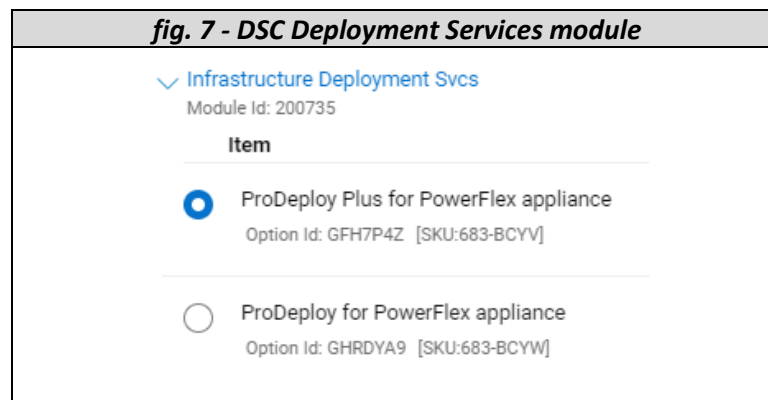 fig. 7 - DSC Deployment Services module
Infrastructure Deployment Svcs
Module Id: 200735
Item
ProDeploy Plus for PowerFlex appliance
Option Id: GFH7P4Z [SKU:683-BCYV]
ProDeploy for PowerFlex appliance
Option Id: GHRDYA9 [SKU:683-BCYW]